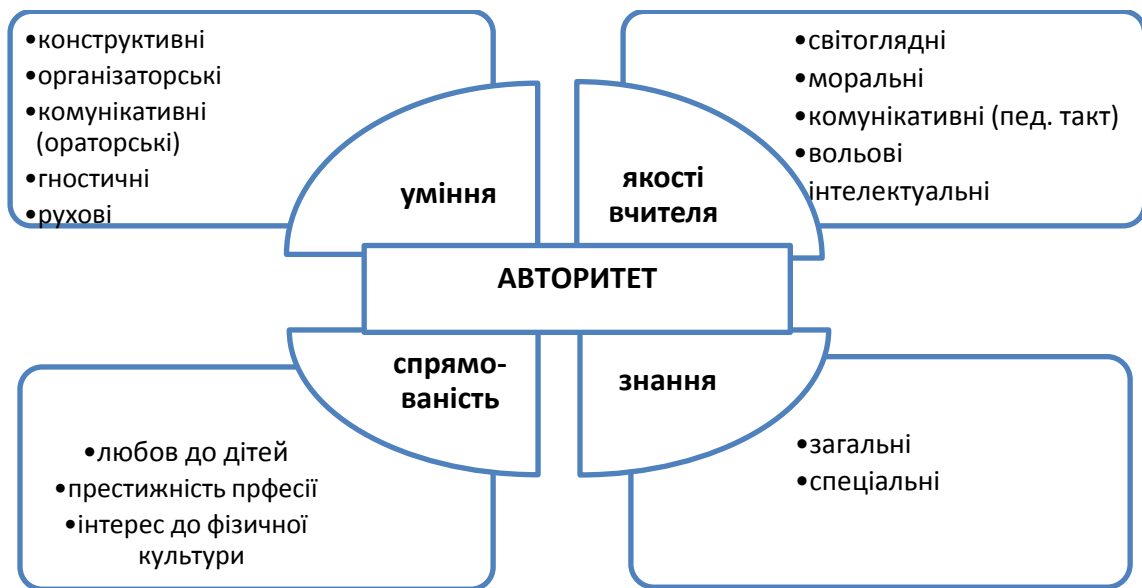 •конструктивні
•організаторські
•комунікативні
(ораторські)
•гностичні
•рухові
•світоглядні
•моральні
•комунікативні (пед. такт)
•вольові
інтелектуальні
уміння
якості
вчителя
АВТОРИТЕТ
спрямо-
ваність
знання
•любов до дітей
•престижність прфесії
•інтерес до фізичної
культури
•загальні
•спеціальні